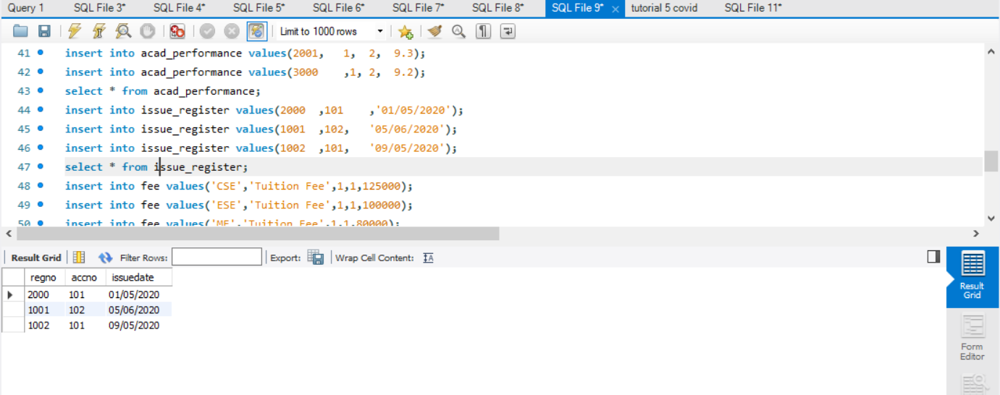 Query 1 SQL File 3* SQL File 4* SQL File 5* SQL File 6* SQL File 7* SQL File 8* SQL File 9* × tutorial 5 covid SQL File 11*
Limit to 1000 rows
41 insert into acad_performance values(2001, 1, 2, 9.3);
42 insert into acad_performance values(3000 ,1, 2, 9.2);
43 select * from acad_performance;
44 insert into issue_register values(2000 ,101 ,'01/05/2020');
45 insert into issue_register values(1001 ,102, '05/06/2020');
46 insert into issue_register values(1002 ,101, '09/05/2020');
47 select * from issue_register;
48 insert into fee values('CSE','Tuition Fee',1,1,125000);
49 insert into fee values('ESE','Tuition Fee',1,1,100000);
50 insert into fee values('ME','Tuition Fee',1,1,80000);
Result Grid Filter Rows: Export: Wrap Cell Content: IA
regno accno issuedate
2000 101 01/05/2020
1001 102 05/06/2020
1002 101 09/05/2020
Result
Grid
Form
Editor